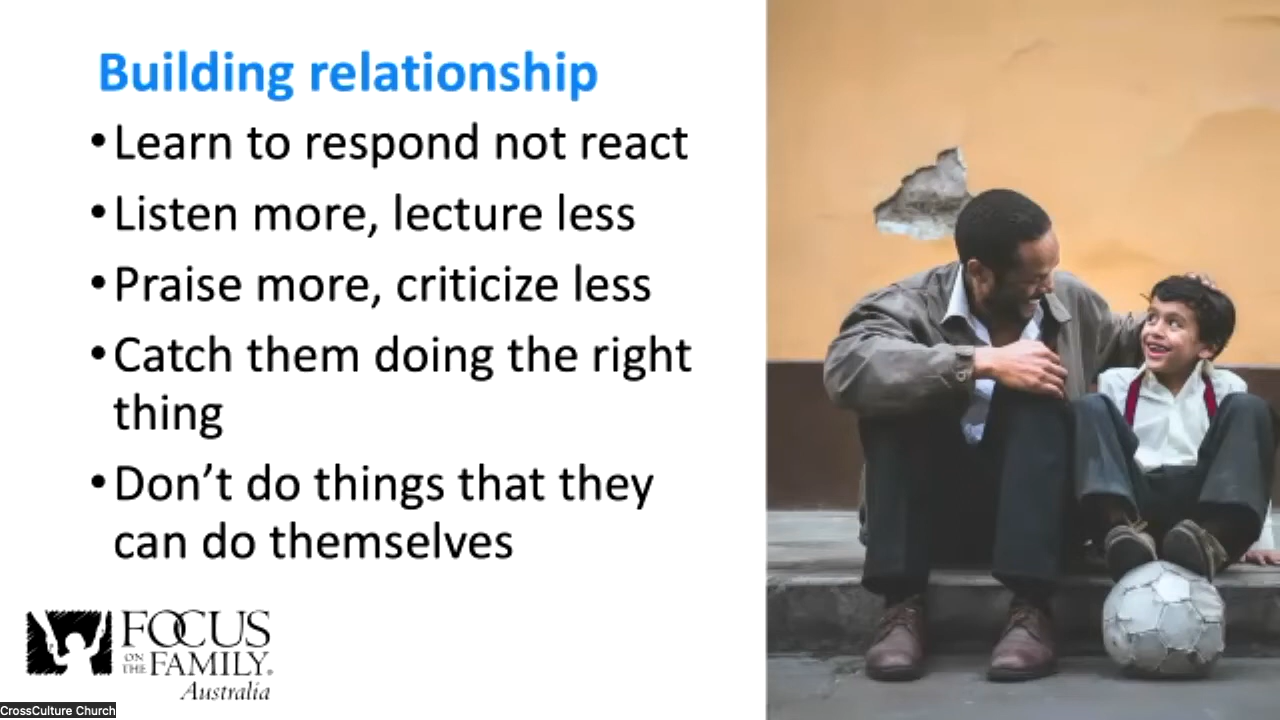 Building relationship
•Learn to respond not react
•Listen more, lecture less
•Praise more, criticize less
•Catch them doing the right
thing
•Don’t do things that they
can do themselves
FOCUS
ON THE FAMILY.
Australia
CrossCulture Church